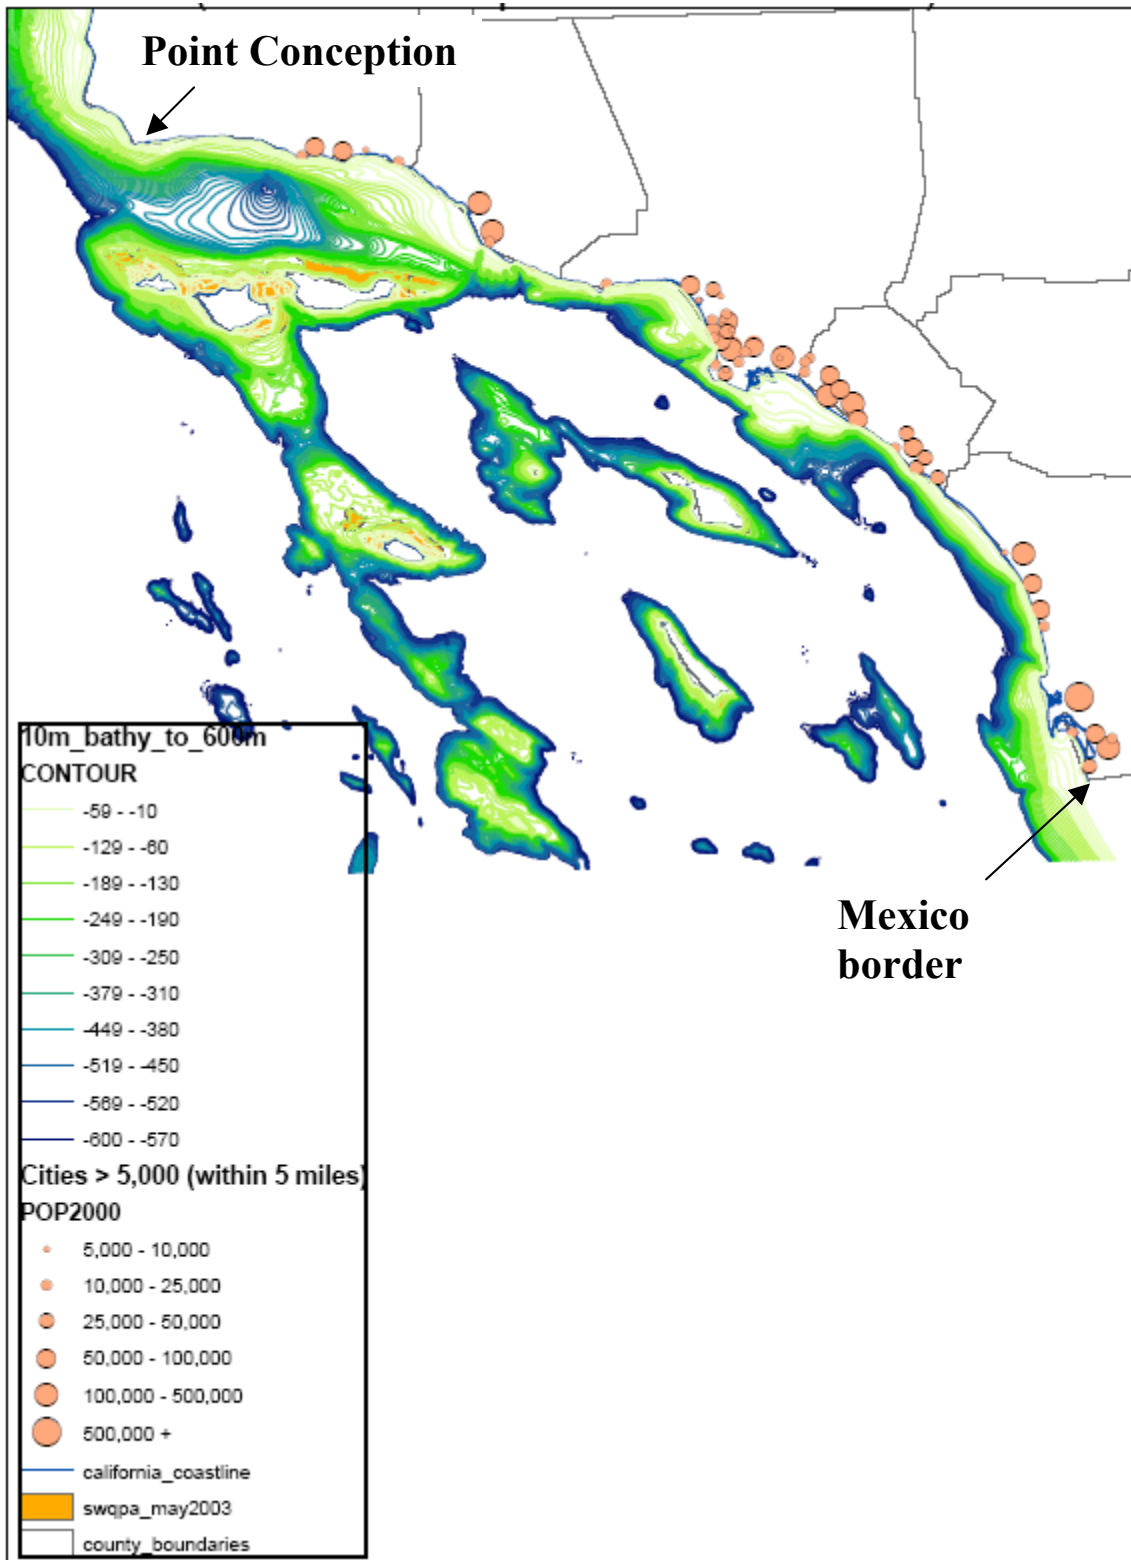 Point Conception
Mexico
border
10m_bathy_to_600m
CONTOUR
-59 - -10
-129 - -60
-189 - -130
-249 - -190
-309 - -250
-379 - -310
-449 - -380
-519 - -450
-569 - -520
-600 - -570
Cities > 5,000 (within 5 miles)
POP2000
5,000 - 10,000
10,000 - 25,000
25,000 - 50,000
50,000 - 100,000
100,000 - 500,000
500,000 +
california_coastline
swqpa_may2003
county_boundaries